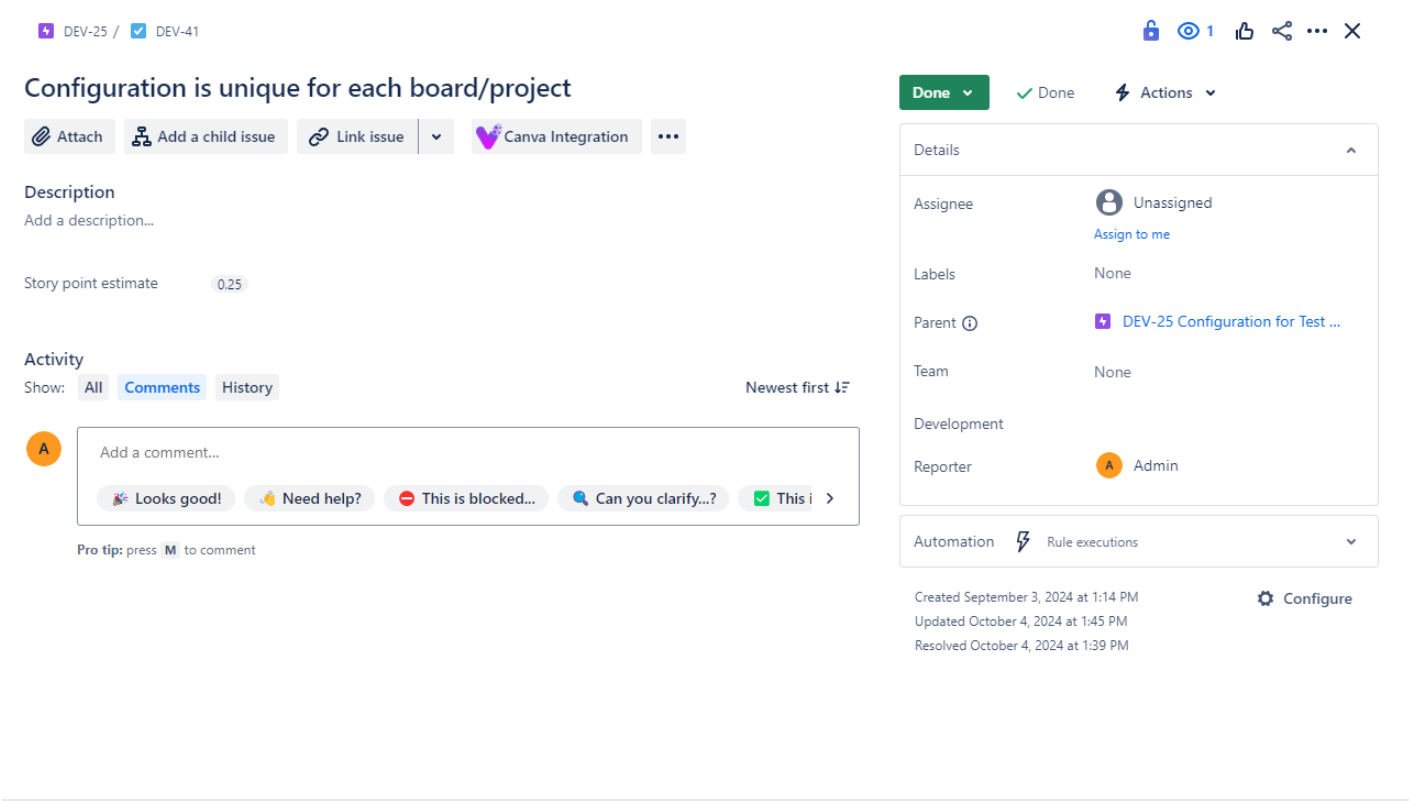 DEV-25 / DEV-41
1
Configuration is unique for each board/project
Attach Add a child issue Link issue Canva Integration
Description
Add a description...
Story point estimate 0.25
Activity
Show: All Comments History Newest first
A Add a comment...
Looks good! Need help? This is blocked... Can you clarify...? This i
Pro tip: press M to comment
Done Done Actions
Details
Assignee Unassigned
Assign to me
Labels None
Parent DEV-25 Configuration for Test ...
Team None
Development
Reporter A Admin
Automation Rule executions
Created September 3, 2024 at 1:14 PM Configure
Updated October 4, 2024 at 1:45 PM
Resolved October 4, 2024 at 1:39 PM